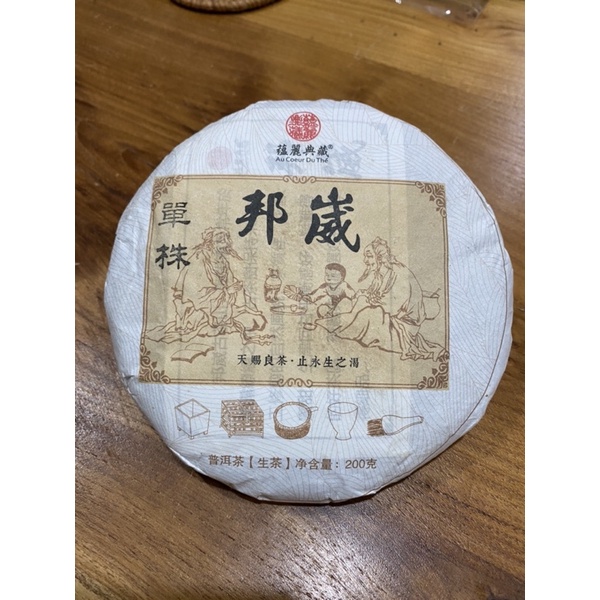 蕴麗典藏®
Au Coeur Du Thé
邦崴
單株
天赐良茶·止永生之渴
普洱茶【生茶】净含量：200克